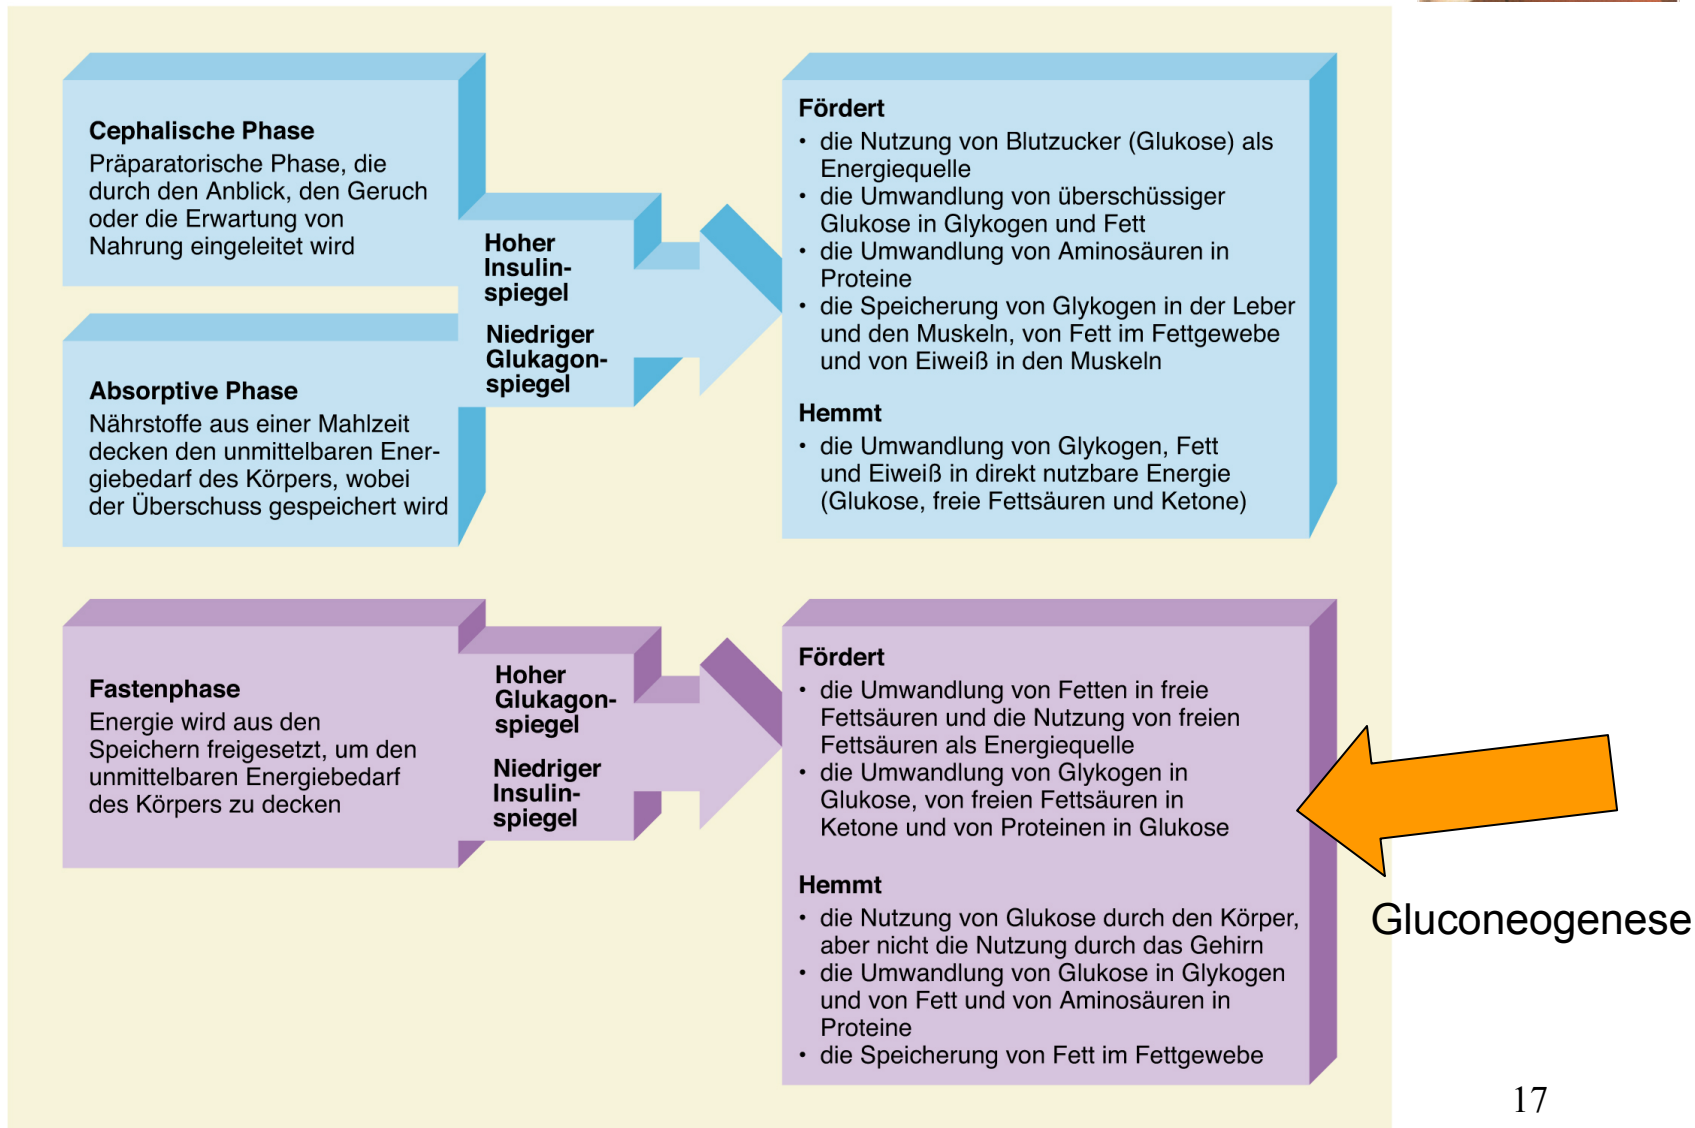 Cephalische Phase
Präparatorische Phase, die
durch den Anblick, den Geruch
oder die Erwartung von
Nahrung eingeleitet wird
Absorptive Phase
Nährstoffe aus einer Mahlzeit
decken den unmittelbaren Ener-
giebedarf des Körpers, wobei
der Überschuss gespeichert wird
Hoher
Insulin-
spiegel
Niedriger
Glukagon-
spiegel
Fördert
• die Nutzung von Blutzucker (Glukose) als
Energiequelle
• die Umwandlung von überschüssiger
Glukose in Glykogen und Fett
• die Umwandlung von Aminosäuren in
Proteine
• die Speicherung von Glykogen in der Leber
und den Muskeln, von Fett im Fettgewebe
und von Eiweiß in den Muskeln
Hemmt
• die Umwandlung von Glykogen, Fett
und Eiweiß in direkt nutzbare Energie
(Glukose, freie Fettsäuren und Ketone)
Fastenphase
Energie wird aus den
Speichern freigesetzt, um den
unmittelbaren Energiebedarf
des Körpers zu decken
Hoher
Glukagon-
spiegel
Niedriger
Insulin-
spiegel
Fördert
• die Umwandlung von Fetten in freie
Fettsäuren und die Nutzung von freien
Fettsäuren als Energiequelle
• die Umwandlung von Glykogen in
Glukose, von freien Fettsäuren in
Ketone und von Proteinen in Glukose
Hemmt
• die Nutzung von Glukose durch den Körper,
aber nicht die Nutzung durch das Gehirn
• die Umwandlung von Glukose in Glykogen
und von Fett und von Aminosäuren in
Proteine
• die Speicherung von Fett im Fettgewebe
Gluconeogenese
17